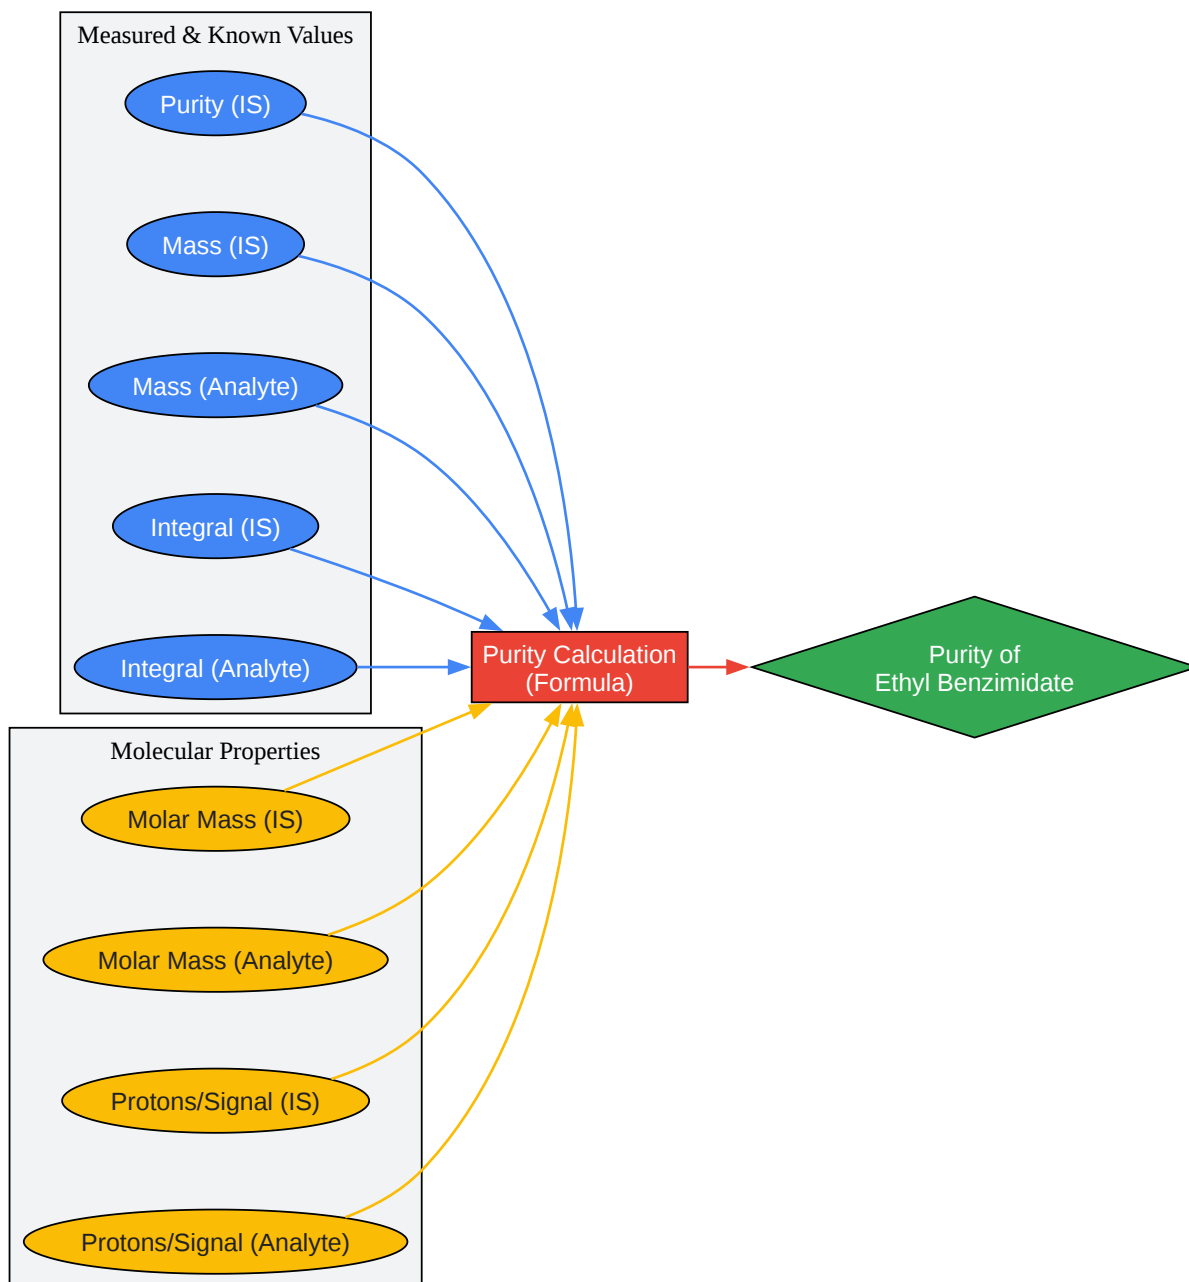 Measured & Known Values
Purity (IS)
Mass (IS)
Mass (Analyte)
Integral (IS)
Integral (Analyte)
Purity Calculation
(Formula)
Purity of
Ethyl Benzimidate
Molecular Properties
Molar Mass (IS)
Molar Mass (Analyte)
Protons/Signal (IS)
Protons/Signal (Analyte)